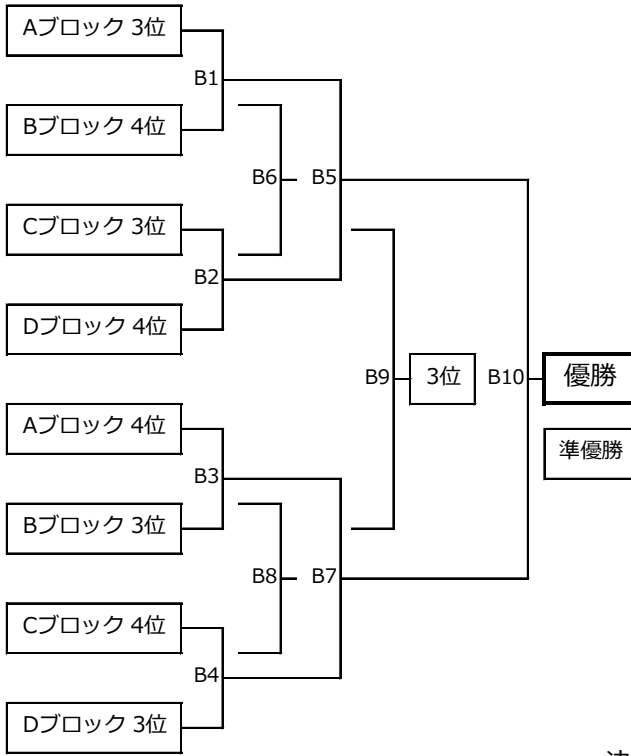 Aブロック 3位
B1
Bブロック 4位
B6
B5
Cブロック 3位
B2
Dブロック 4位
B9
3位
B10
優勝
Aブロック 4位
準優勝
B3
Bブロック 3位
B8
B7
Cブロック 4位
B4
Dブロック 3位